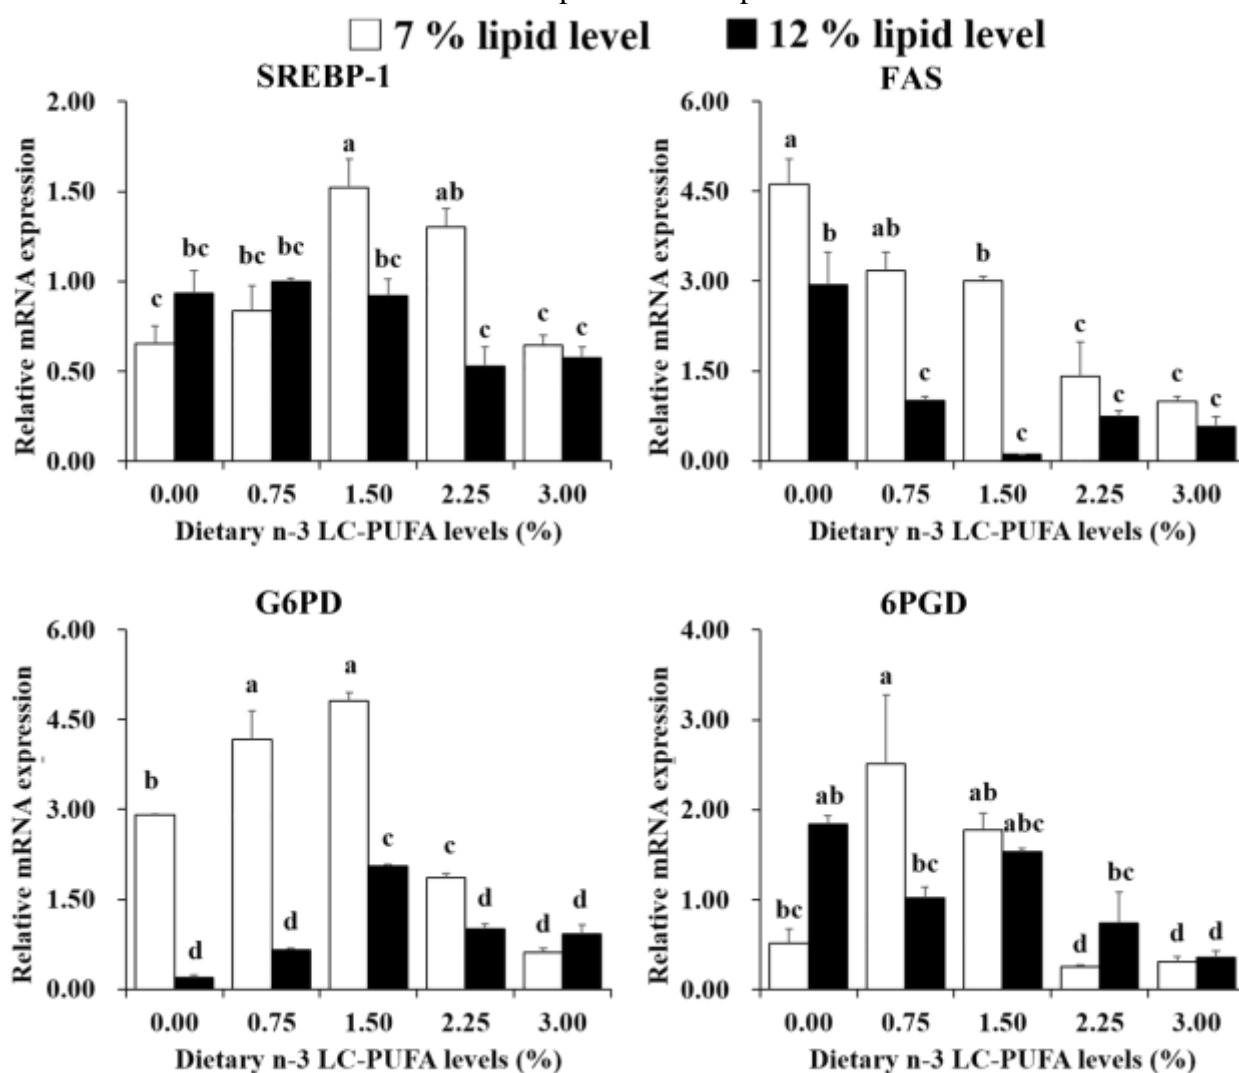 7 % lipid level 12 % lipid level
SREBP-1
2.00
1.50
1.00
0.50
0.00
Relative mRNA expression
c bc bc bc a bc ab c c c
0.00 0.75 1.50 2.25 3.00
Dietary n-3 LC-PUFA levels (%)
FAS
6.00
4.50
3.00
1.50
0.00
Relative mRNA expression
a b ab c b c c c c c
0.00 0.75 1.50 2.25 3.00
Dietary n-3 LC-PUFA levels (%)
G6PD
6.00
4.50
3.00
1.50
0.00
Relative mRNA expression
b d a d a c c d d d
0.00 0.75 1.50 2.25 3.00
Dietary n-3 LC-PUFA levels (%)
6PGD
4.00
3.00
2.00
1.00
0.00
Relative mRNA expression
bc ab a bc ab abc d bc d d
0.00 0.75 1.50 2.25 3.00
Dietary n-3 LC-PUFA levels (%)